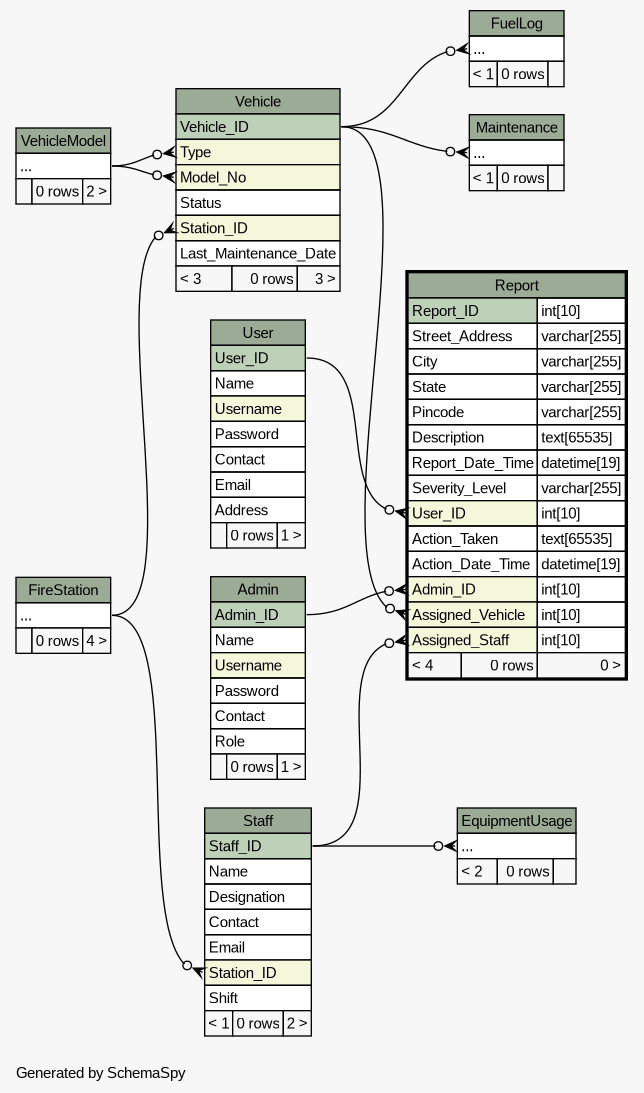 FuelLog
...
< 1 0 rows
Maintenance
...
< 1 0 rows
Vehicle
Vehicle_ID
Type
Model_No
Status
Station_ID
Last_Maintenance_Date
< 3 0 rows 3 >
VehicleModel
...
0 rows 2 >
Report
Report_ID int[10]
Street_Address varchar[255]
City varchar[255]
State varchar[255]
Pincode varchar[255]
Description text[65535]
Report_Date_Time datetime[19]
Severity_Level varchar[255]
User_ID int[10]
Action_Taken text[65535]
Action_Date_Time datetime[19]
Admin_ID int[10]
Assigned_Vehicle int[10]
Assigned_Staff int[10]
< 4 0 rows 0 >
User
User_ID
Name
Username
Password
Contact
Email
Address
0 rows 1 >
FireStation
...
0 rows 4 >
Admin
Admin_ID
Name
Username
Password
Contact
Role
0 rows 1 >
Staff
Staff_ID
Name
Designation
Contact
Email
Station_ID
Shift
< 1 0 rows 2 >
EquipmentUsage
...
< 2 0 rows
Generated by SchemaSpy